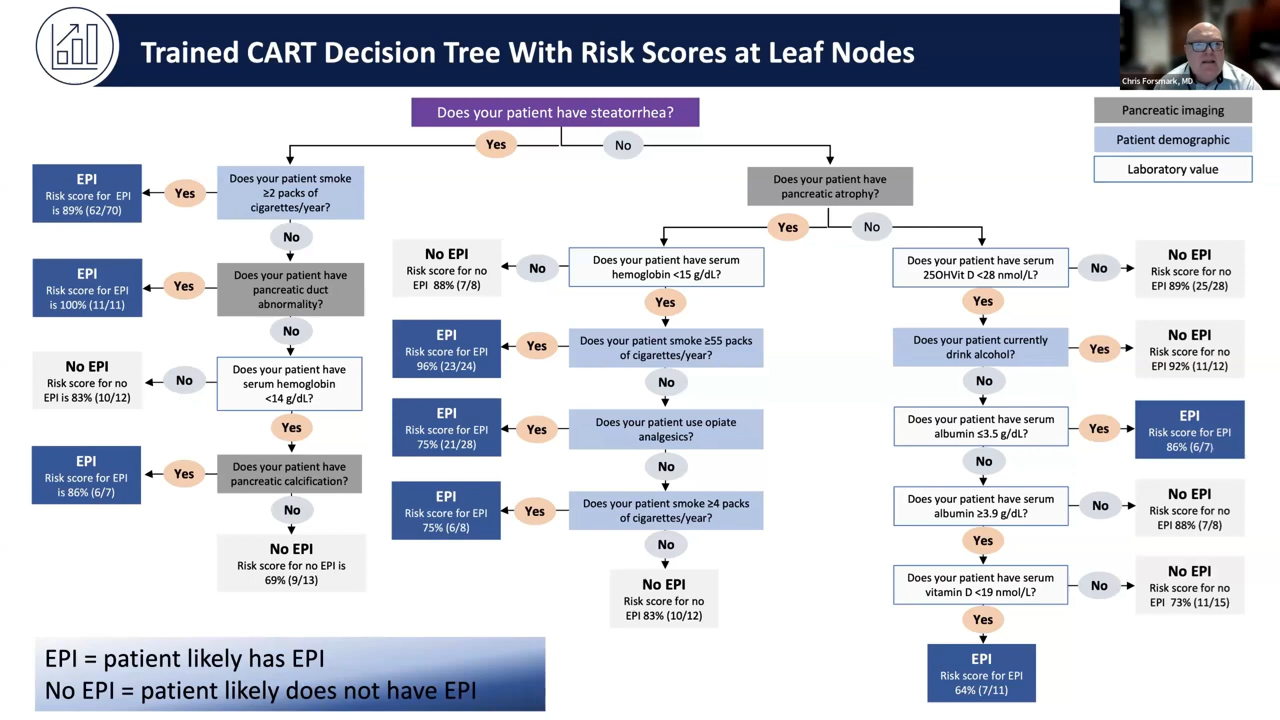 Trained CART Decision Tree With Risk Scores at Leaf Nodes
Chris Forsmark, MD
Pancreatic imaging
Patient demographic
Laboratory value
Does your patient have steatorrhea?
Yes
No
Does your patient smoke
≥2 packs of
cigarettes/year?
Yes
EPI
Risk score for EPI
is 89% (62/70)
No
Does your patient have
pancreatic duct
abnormality?
Yes
EPI
Risk score for EPI
is 100% (11/11)
No
Does your patient have
serum hemoglobin
<14 g/dL?
No
No EPI
Risk score for no
EPI is 83% (10/12)
Yes
Does your patient have
pancreatic calcification?
Yes
EPI
Risk score for EPI
is 86% (6/7)
No
No EPI
Risk score for no EPI is
69% (9/13)
Does your patient have
pancreatic atrophy?
Yes
No
Does your patient have serum
hemoglobin <15 g/dL?
No
No EPI
Risk score for no
EPI 88% (7/8)
Yes
Does your patient smoke ≥55 packs
of cigarettes/year?
Yes
EPI
Risk score for EPI
96% (23/24)
No
Does your patient use opiate
analgesics?
Yes
EPI
Risk score for EPI
75% (21/28)
No
Does your patient smoke ≥4 packs
of cigarettes/year?
Yes
EPI
Risk score for EPI
75% (6/8)
No
No EPI
Risk score for no
EPI 83% (10/12)
Does your patient have serum
25OHVit D <28 nmol/L?
No
No EPI
Risk score for no
EPI 89% (25/28)
Yes
Does your patient currently
drink alcohol?
Yes
No EPI
Risk score for no
EPI 92% (11/12)
No
Does your patient have serum
albumin ≤3.5 g/dL?
Yes
EPI
Risk score for EPI
86% (6/7)
No
Does your patient have serum
albumin ≥3.9 g/dL?
No
No EPI
Risk score for no
EPI 88% (7/8)
Yes
Does your patient have serum
vitamin D <19 nmol/L?
No
No EPI
Risk score for no
EPI 73% (11/15)
Yes
EPI
Risk score for EPI
64% (7/11)
EPI = patient likely has EPI
No EPI = patient likely does not have EPI